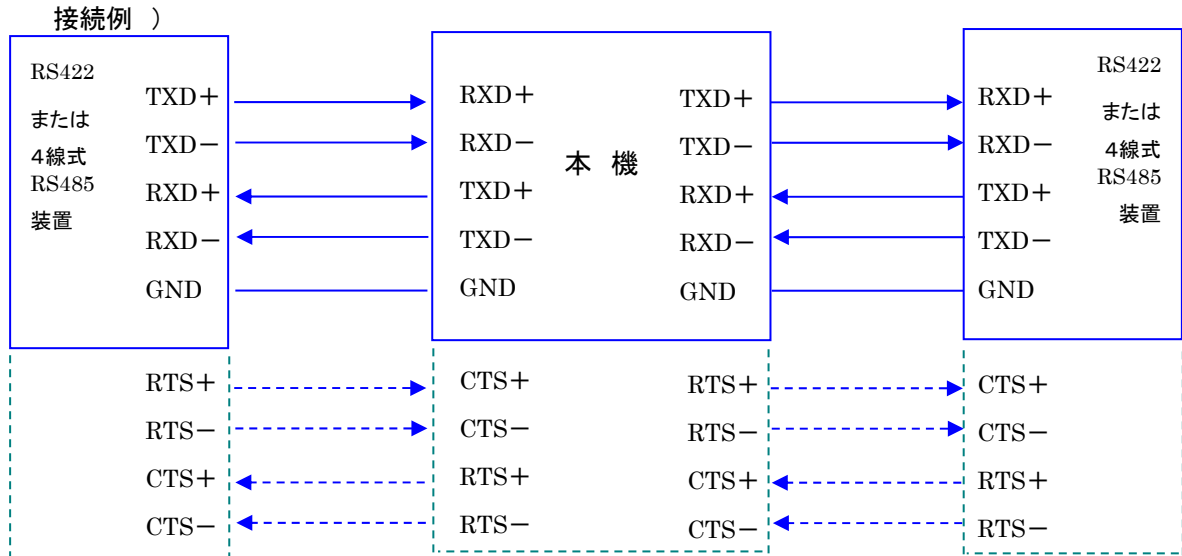 接続例 )
RS422
または
4線式
RS485
装置
TXD+
TXD−
RXD+
RXD−
GND
RXD+
RXD−
TXD+
TXD−
GND
本 機
TXD+
TXD−
RXD+
RXD−
GND
RXD+
RXD−
TXD+
TXD−
GND
RS422
または
4線式
RS485
装置
RTS+
RTS−
CTS+
CTS−
CTS+
CTS−
RTS+
RTS−
RTS+
RTS−
CTS+
CTS−
CTS+
CTS−
RTS+
RTS−